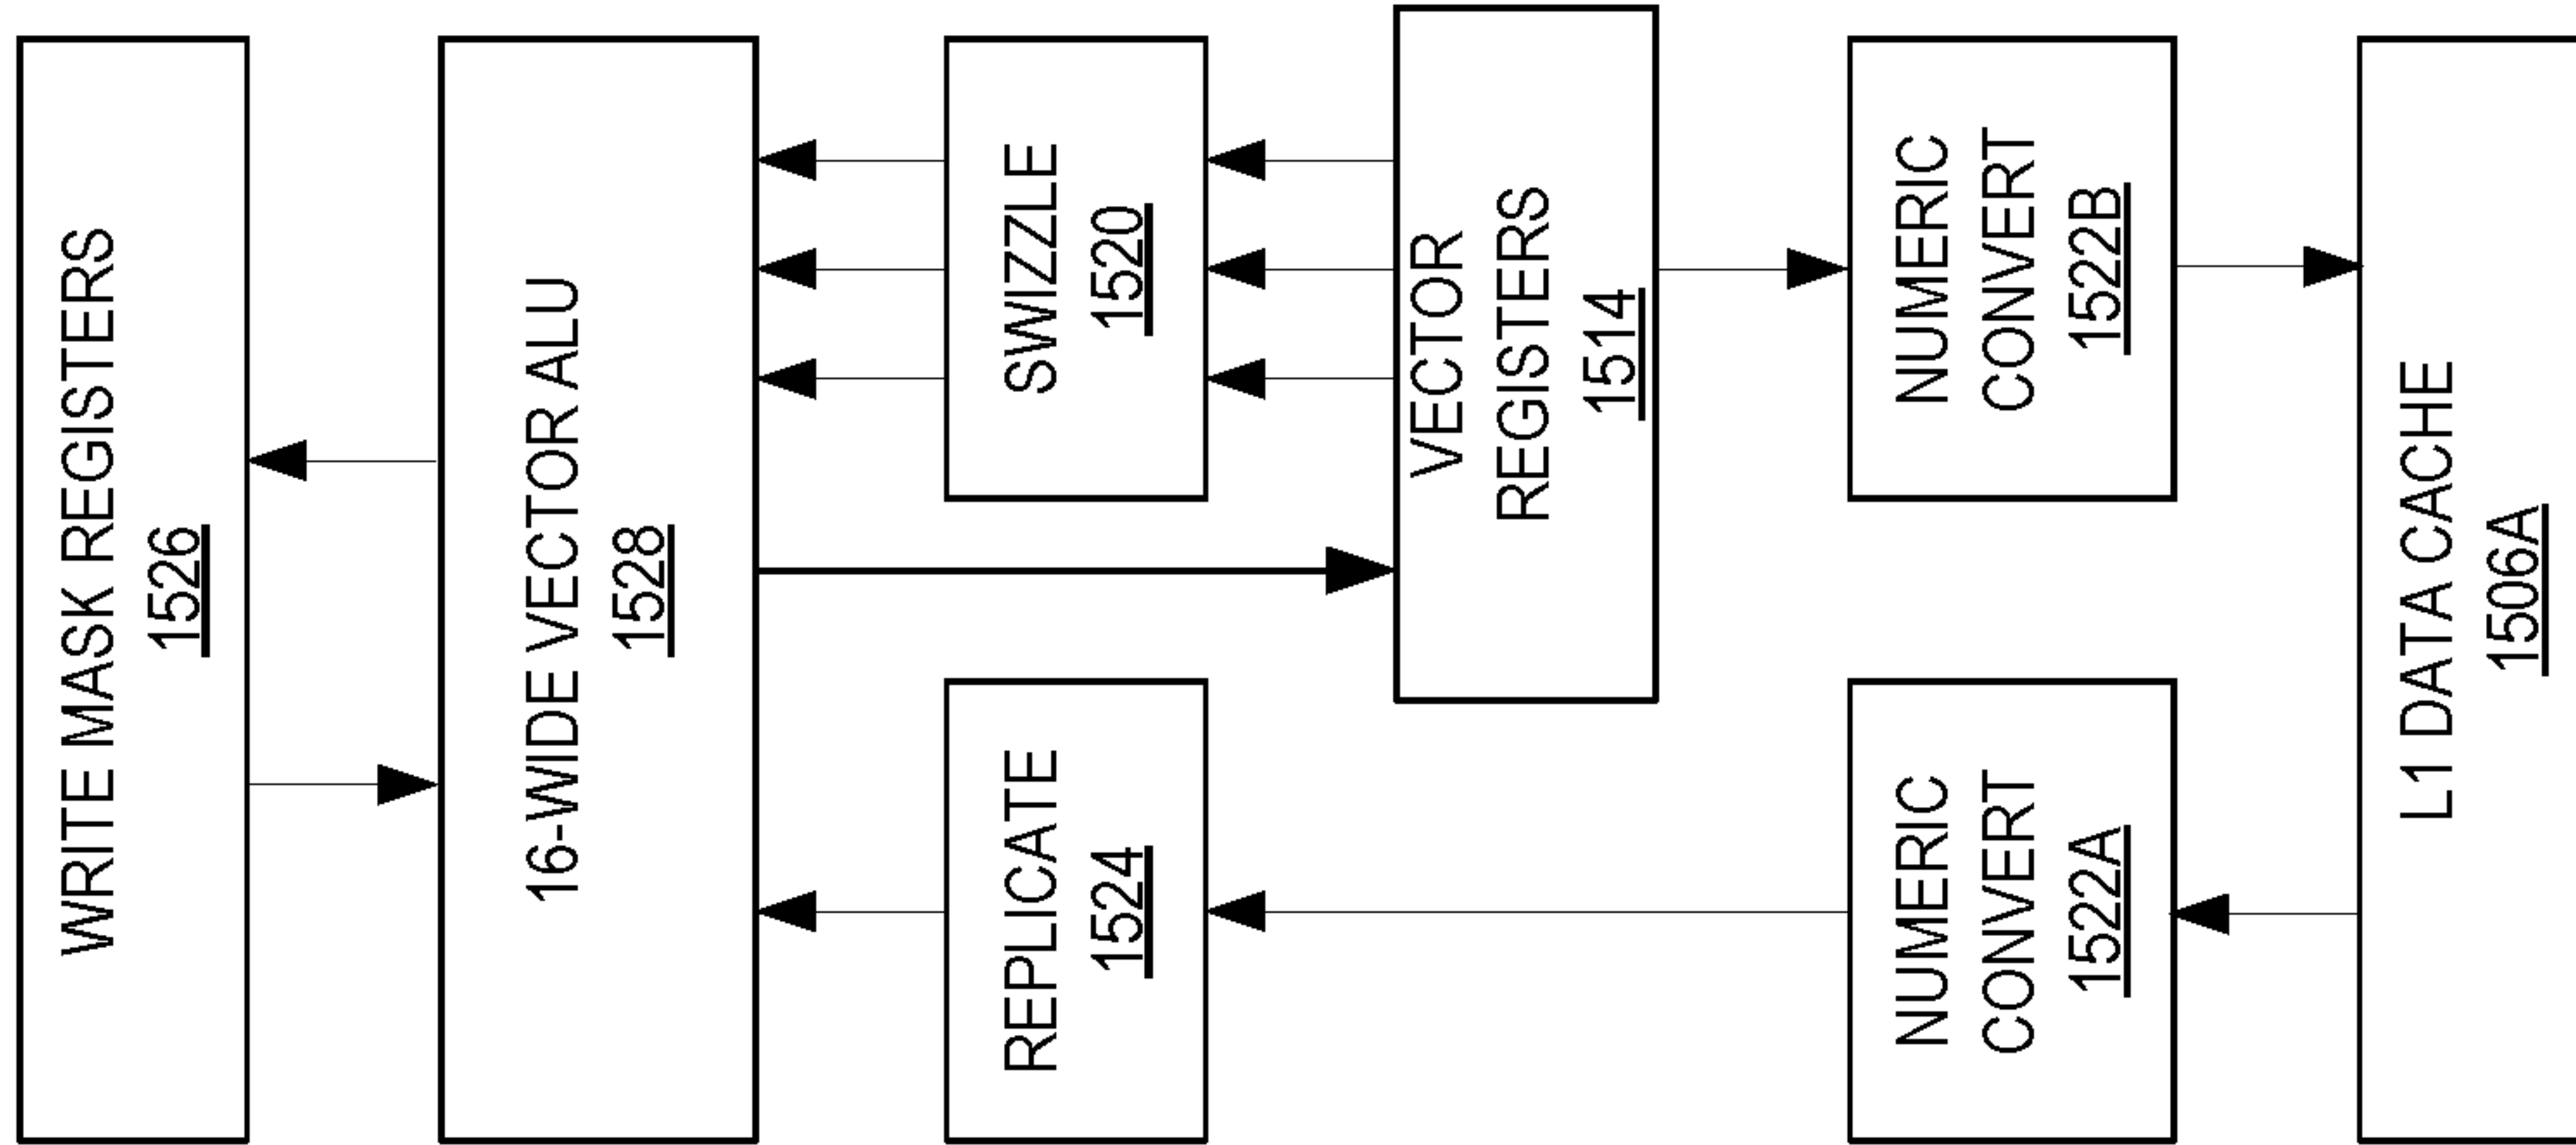 WRITE MASK REGISTERS
1526
16-WIDE VECTOR ALU
1528
REPLICATE
1524
SWIZZLE
1520
VECTOR
REGISTERS
1514
NUMERIC
CONVERT
1522A
NUMERIC
CONVERT
1522B
L1 DATA CACHE
1506A